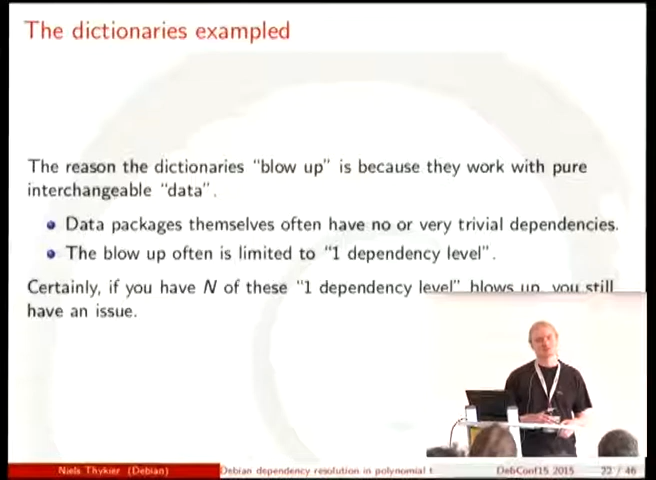 The dictionaries exampled
The reason the dictionaries "blow up" is because they work with pure
interchangeable "data".
Data packages themselves often have no or very trivial dependencies.
The blow up often is limited to "1 dependency level".
Certainly, if you have N of these "1 dependency level" blows up, you still
have an issue.
Niels Thykier (Debian)
Debian dependency resolution in polynomial t
DebConf15 2015
22 / 46